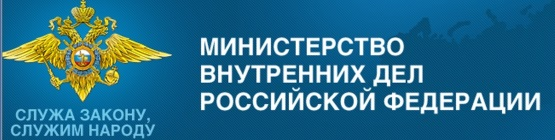 МИНИСТЕРСТВО
ВНУТРЕННИХ ДЕЛ
РОССИЙСКОЙ ФЕДЕРАЦИИ
СЛУЖА ЗАКОНУ,
СЛУЖИМ НАРОДУ